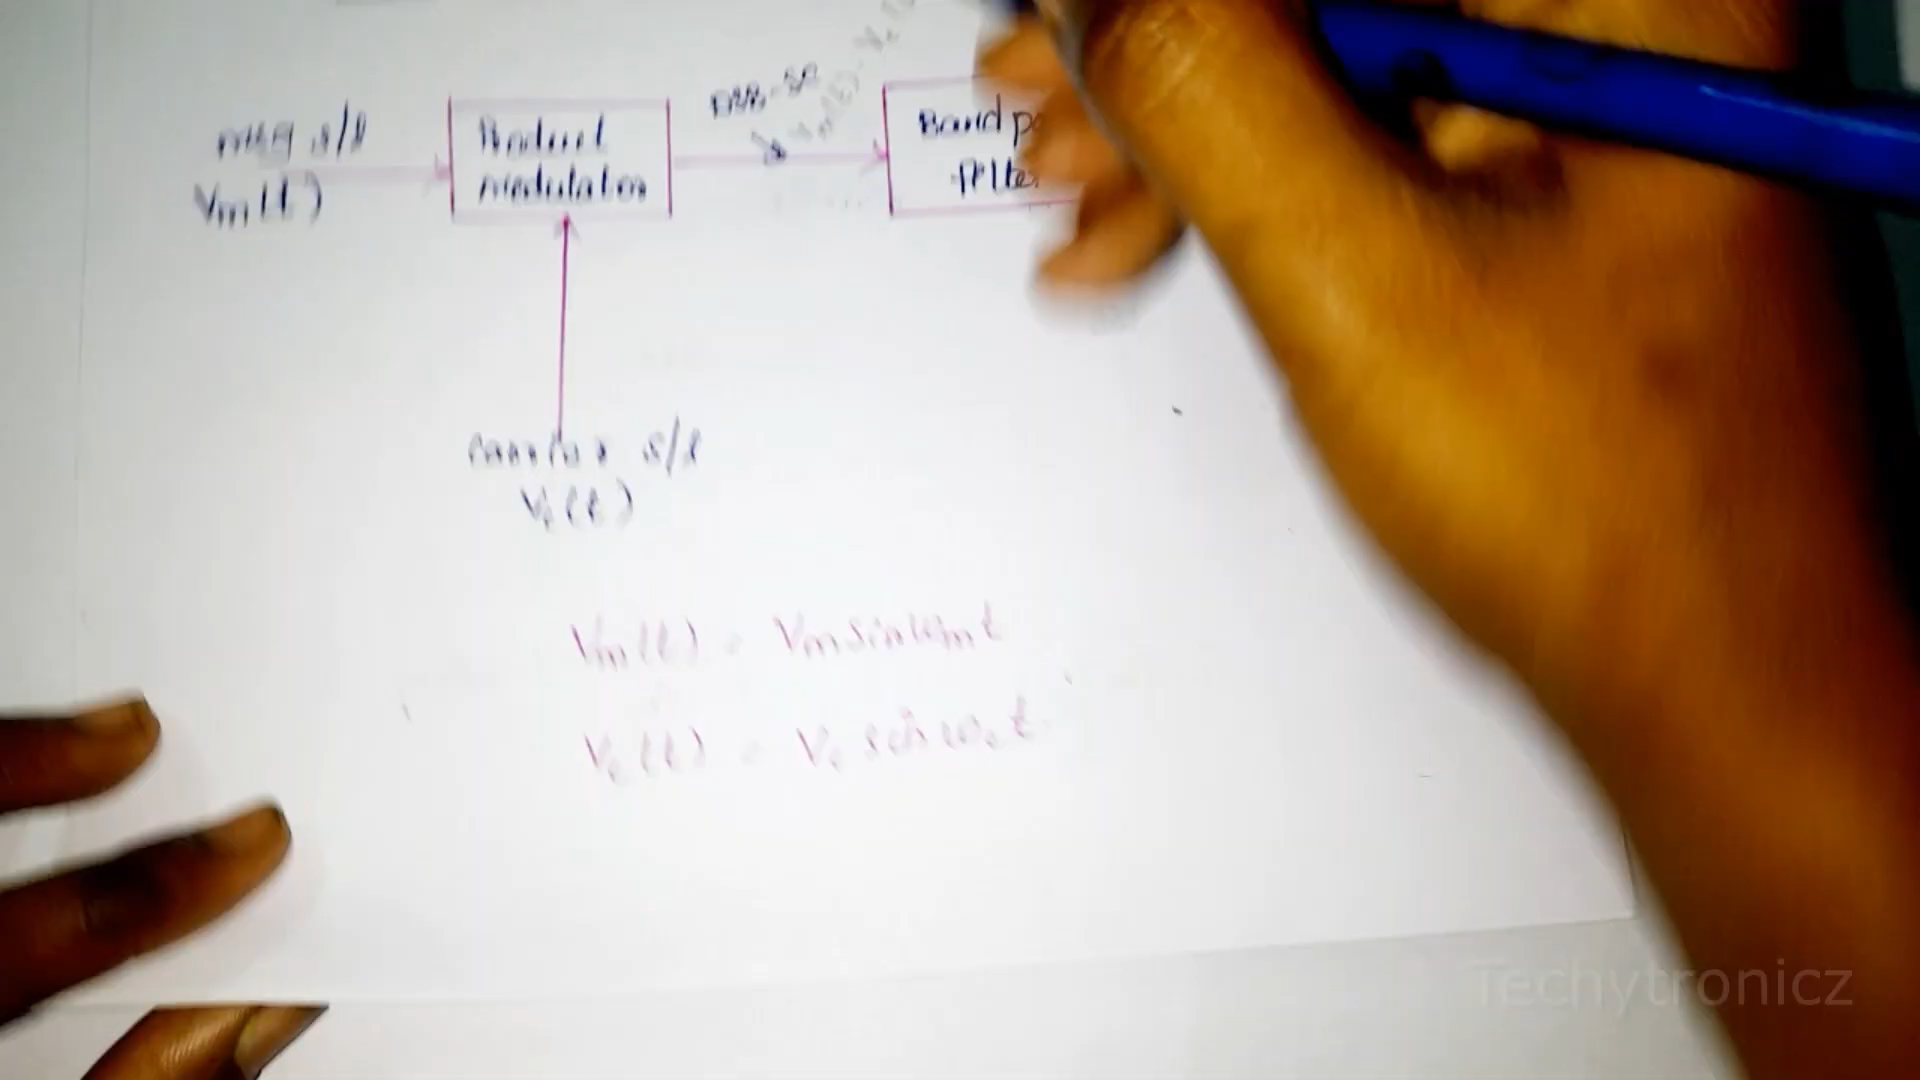 msg s/l
Vm(t)
Product
modulator
DSB-SC
Vm(t)
Band
filter
carrier s/l
Vc(t)
Vm(t) = Vm sin ωmt
Vc(t) = Vc sin ωct
Techytronicz